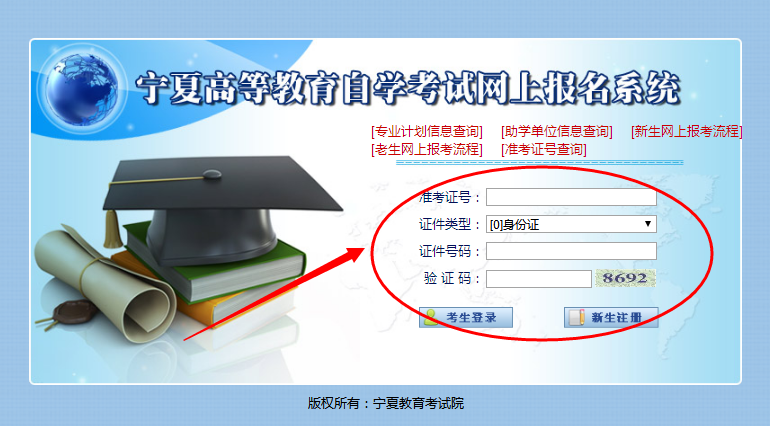 宁夏高等教育自学考试网上报名系统
[专业计划信息查询] [助学单位信息查询] [新生网上报考流程]
[老生网上报考流程] [准考证号查询]
准考证号：
证件类型： [0]身份证
证件号码：
验 证 码： 8692
考生登录 新生注册
版权所有：宁夏教育考试院